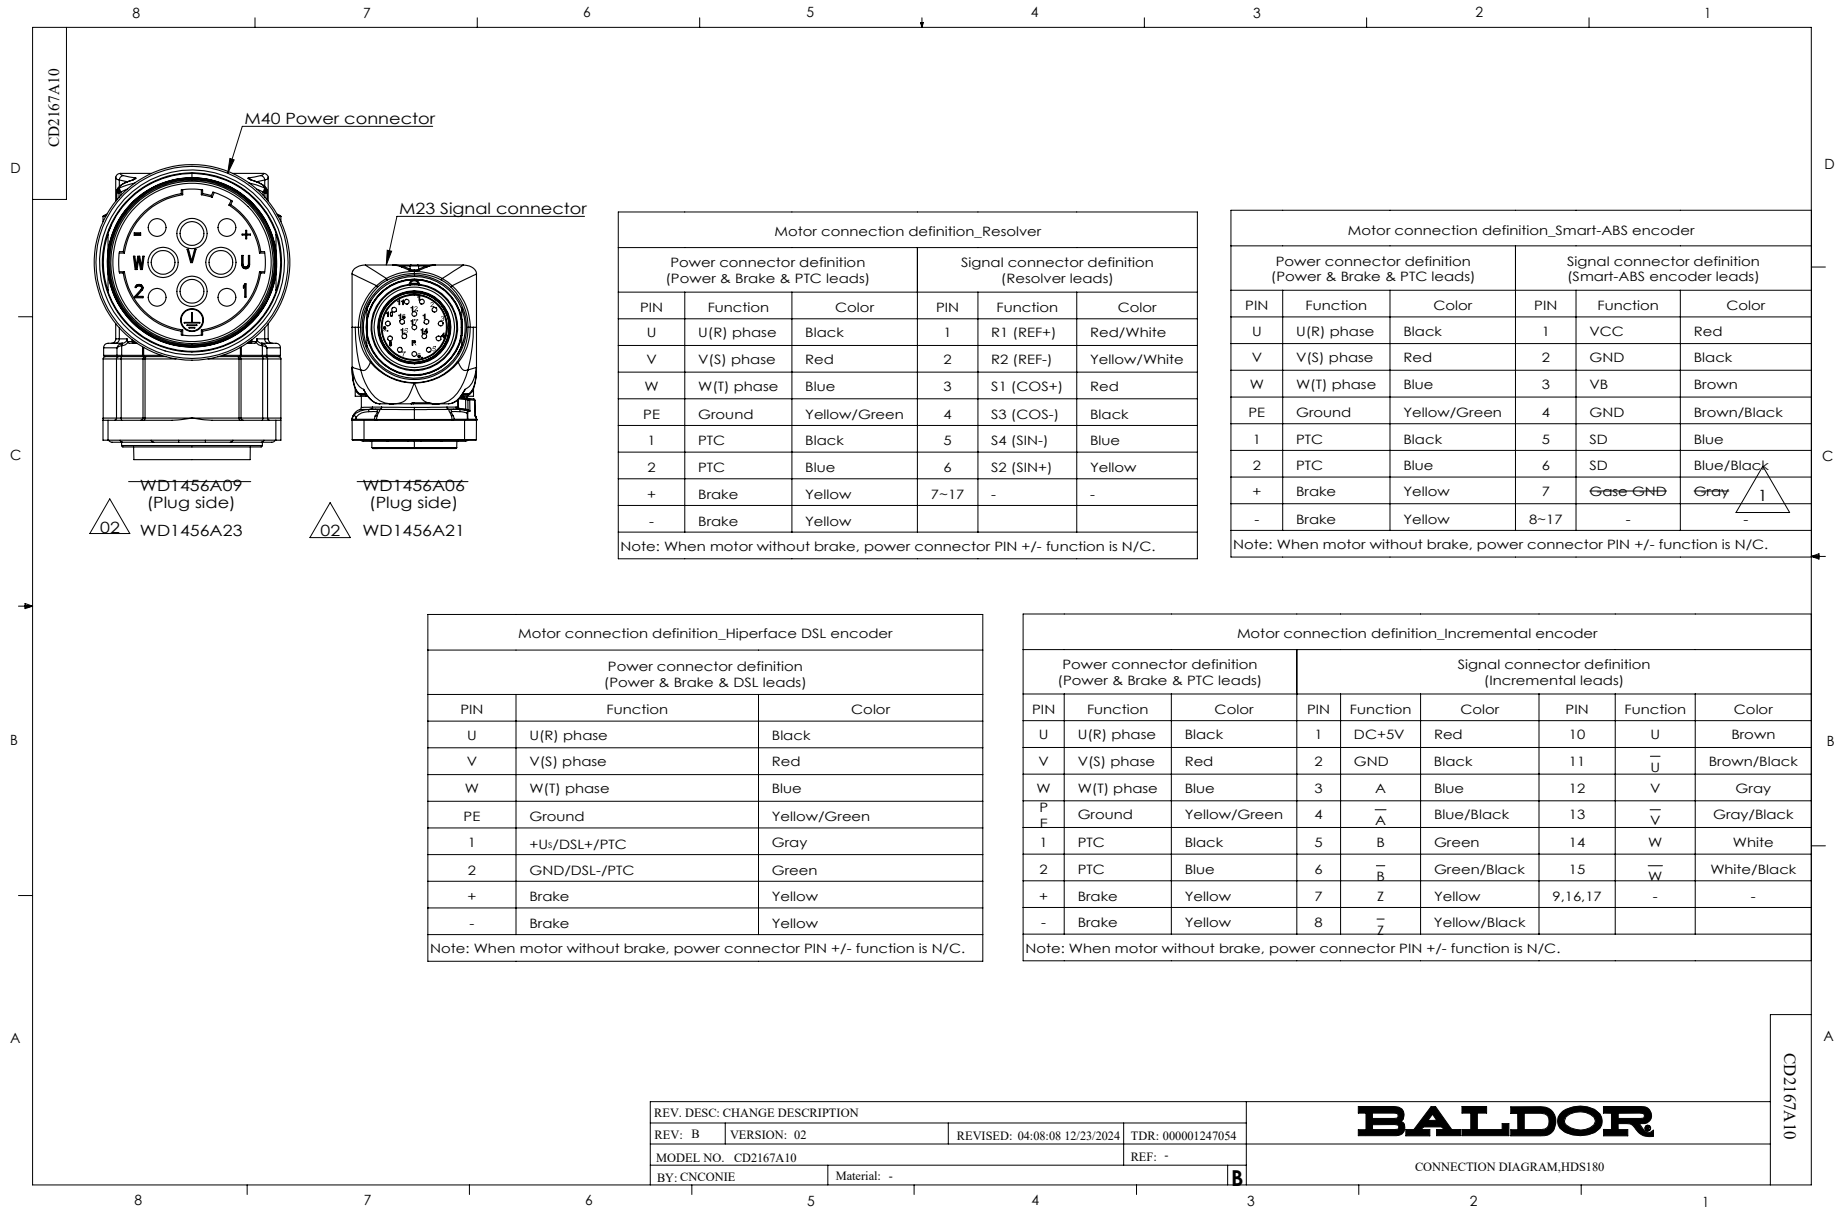 8 7 6 5 4 3 2 1
CD2167A10
M40 Power connector
M23 Signal connector
- +
W V U
2 1
WD1456A09
(Plug side)
02 WD1456A23
WD1456A06
(Plug side)
02 WD1456A21
D D
C C
B B
A A
Motor connection definition_Resolver
Power connector definition
(Power & Brake & PTC leads)
Signal connector definition
(Resolver leads)
PIN Function Color PIN Function Color
U U(R) phase Black 1 R1 (REF+) Red/White
V V(S) phase Red 2 R2 (REF-) Yellow/White
W W(T) phase Blue 3 S1 (COS+) Red
PE Ground Yellow/Green 4 S3 (COS-) Black
1 PTC Black 5 S4 (SIN-) Blue
2 PTC Blue 6 S2 (SIN+) Yellow
+ Brake Yellow 7~17 - -
- Brake Yellow
Note: When motor without brake, power connector PIN +/- function is N/C.
Motor connection definition_Smart-ABS encoder
Power connector definition
(Power & Brake & PTC leads)
Signal connector definition
(Smart-ABS encoder leads)
PIN Function Color PIN Function Color
U U(R) phase Black 1 VCC Red
V V(S) phase Red 2 GND Black
W W(T) phase Blue 3 VB Brown
PE Ground Yellow/Green 4 GND Brown/Black
1 PTC Black 5 SD Blue
2 PTC Blue 6 SD Blue/Black
+ Brake Yellow 7 Gase GND Gray 1
- Brake Yellow 8~17 - -
Note: When motor without brake, power connector PIN +/- function is N/C.
Motor connection definition_Hiperface DSL encoder
Power connector definition
(Power & Brake & DSL leads)
PIN Function Color
U U(R) phase Black
V V(S) phase Red
W W(T) phase Blue
PE Ground Yellow/Green
1 +Us/DSL+/PTC Gray
2 GND/DSL-/PTC Green
+ Brake Yellow
- Brake Yellow
Note: When motor without brake, power connector PIN +/- function is N/C.
Motor connection definition_Incremental encoder
Power connector definition
(Power & Brake & PTC leads)
Signal connector definition
(Incremental leads)
PIN Function Color PIN Function Color PIN Function Color
U U(R) phase Black 1 DC+5V Red 10 U Brown
V V(S) phase Red 2 GND Black 11 U̅ Brown/Black
W W(T) phase Blue 3 A Blue 12 V Gray
PE Ground Yellow/Green 4 A̅ Blue/Black 13 V̅ Gray/Black
1 PTC Black 5 B Green 14 W White
2 PTC Blue 6 B̅ Green/Black 15 W̅ White/Black
+ Brake Yellow 7 Z Yellow 9,16,17 - -
- Brake Yellow 8 Z̅ Yellow/Black
Note: When motor without brake, power connector PIN +/- function is N/C.
CD2167A10
REV. DESC: CHANGE DESCRIPTION
REV: B VERSION: 02 REVISED: 04:08:08 12/23/2024 TDR: 000001247054
MODEL NO. CD2167A10 REF: -
BY: CNCONIE Material: - B
BALDOR
CONNECTION DIAGRAM,HDS180
8 7 6 5 4 3 2 1